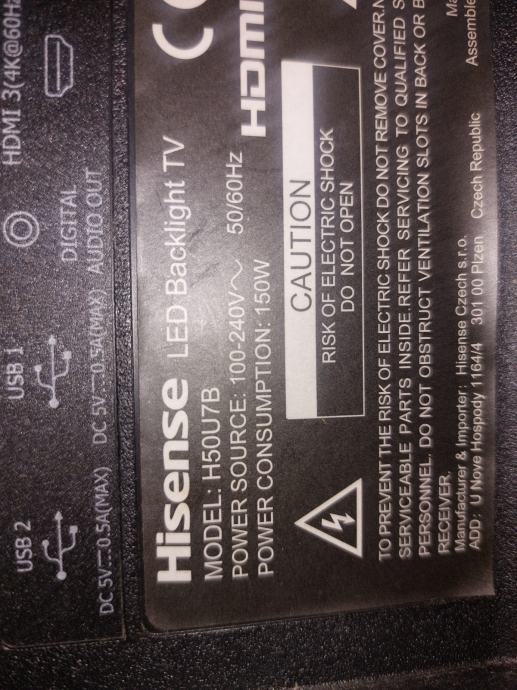 HDMI 3(4K@60Hz
DIGITAL
AUDIO OUT
USB 1
DC 5V⎓0.5A(MAX)
USB 2
DC 5V⎓0.5A(MAX)
Hisense LED Backlight TV
MODEL: H50U7B
POWER SOURCE: 100-240V∼ 50/60Hz
POWER CONSUMPTION: 150W
CE
HDMI
CAUTION
RISK OF ELECTRIC SHOCK
DO NOT OPEN
TO PREVENT THE RISK OF ELECTRIC SHOCK DO NOT REMOVE COVER.N
SERVICEABLE PARTS INSIDE.REFER SERVICING TO QUALIFIED S
PERSONNEL. DO NOT OBSTRUCT VENTILATION SLOTS IN BACK OR B
RECEIVER.
Manufacturer & Importer: Hisense Czech s.r.o. Ma
ADD: U Nove Hospody 1164/4 301 00 Plzen Czech Republic Assemble